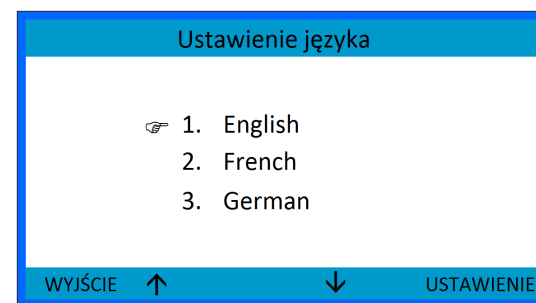 Ustawienie języka
☞ 1. English
2. French
3. German
WYJŚCIE ↑ ↓ USTAWIENIE